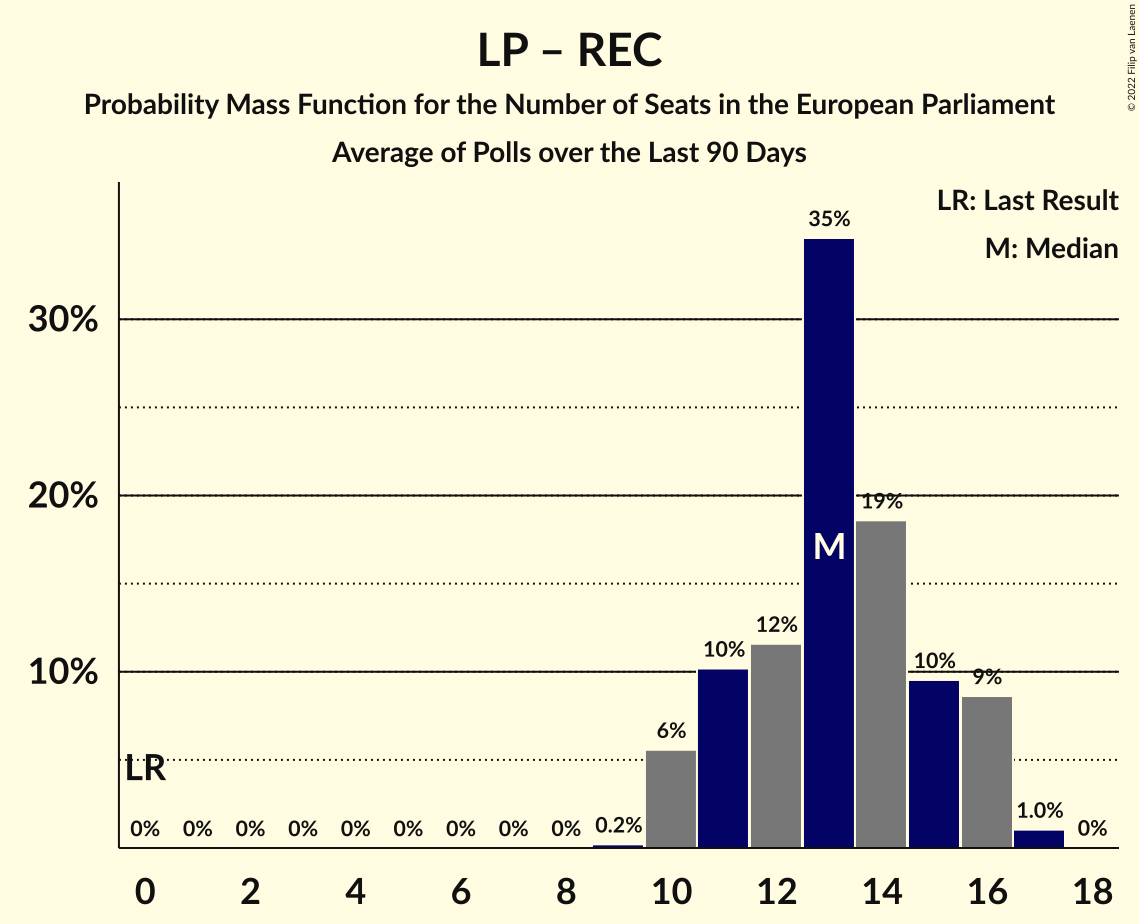 LP – REC
Probability Mass Function for the Number of Seats in the European Parliament
Average of Polls over the Last 90 Days
© 2022 Filip van Laenen
LR: Last Result
M: Median
35%
30%
20%
19%
M
12%
10%
10%
10%
9%
6%
LR
1.0%
0% 0% 0% 0% 0% 0% 0% 0% 0% 0.2% 0%
0 2 4 6 8 10 12 14 16 18